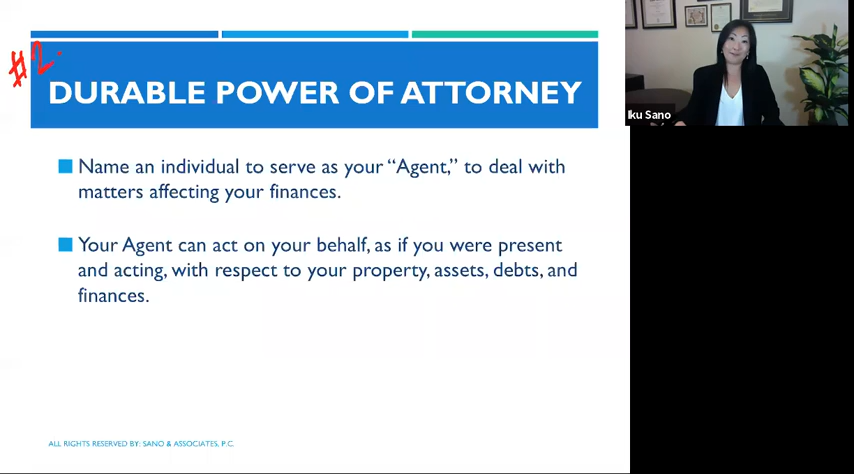 #2.
DURABLE POWER OF ATTORNEY
Name an individual to serve as your “Agent,” to deal with
matters affecting your finances.
Your Agent can act on your behalf, as if you were present
and acting, with respect to your property, assets, debts, and
finances.
ALL RIGHTS RESERVED BY: SANO & ASSOCIATES, P.C.
Iku Sano